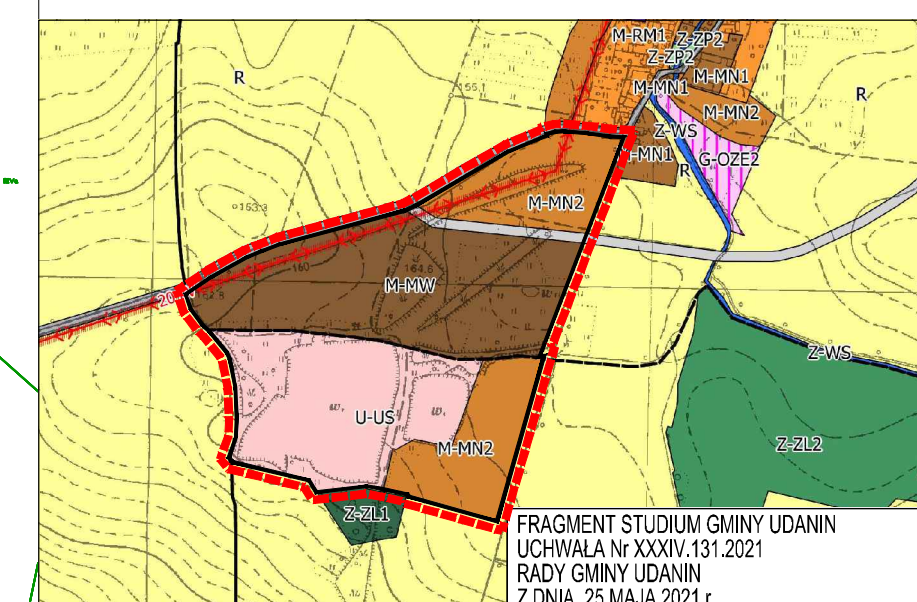 M-RM1
Z-ZP2
Z-ZP2
R
M-MN1
155.1
M-MN1
R
M-MN2
Z-WS
-MN1
G-OZE2
R
M-MN2
153.3
164.6
160
M-MW
20
162.8
Z-WS
w.
w.
U-US
M-MN2
Z-ZL2
Z-ZL1
FRAGMENT STUDIUM GMINY UDANIN
UCHWAŁA Nr XXXIV.131.2021
RADY GMINY UDANIN
Z DNIA 25 MAJA 2021 r.